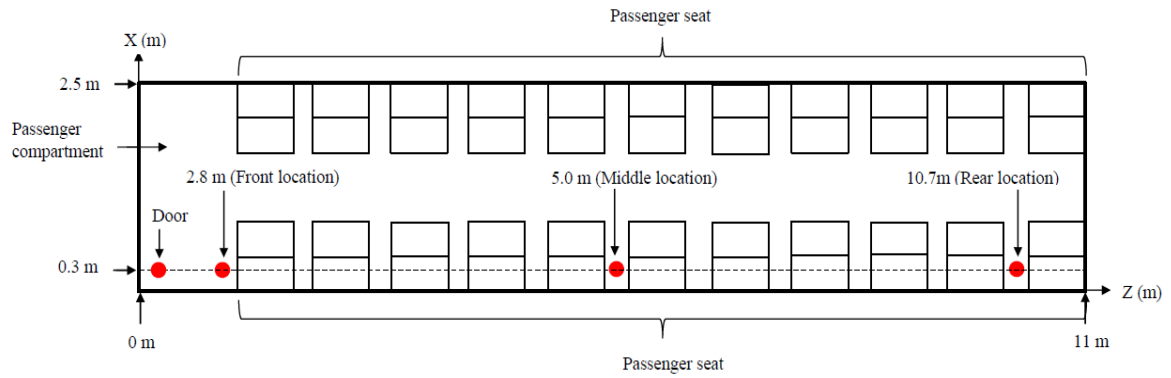 Passenger seat
X (m)
2.5 m
Passenger
compartment
2.8 m (Front location)
5.0 m (Middle location)
10.7m (Rear location)
Door
0.3 m
Z (m)
0 m
11 m
Passenger seat